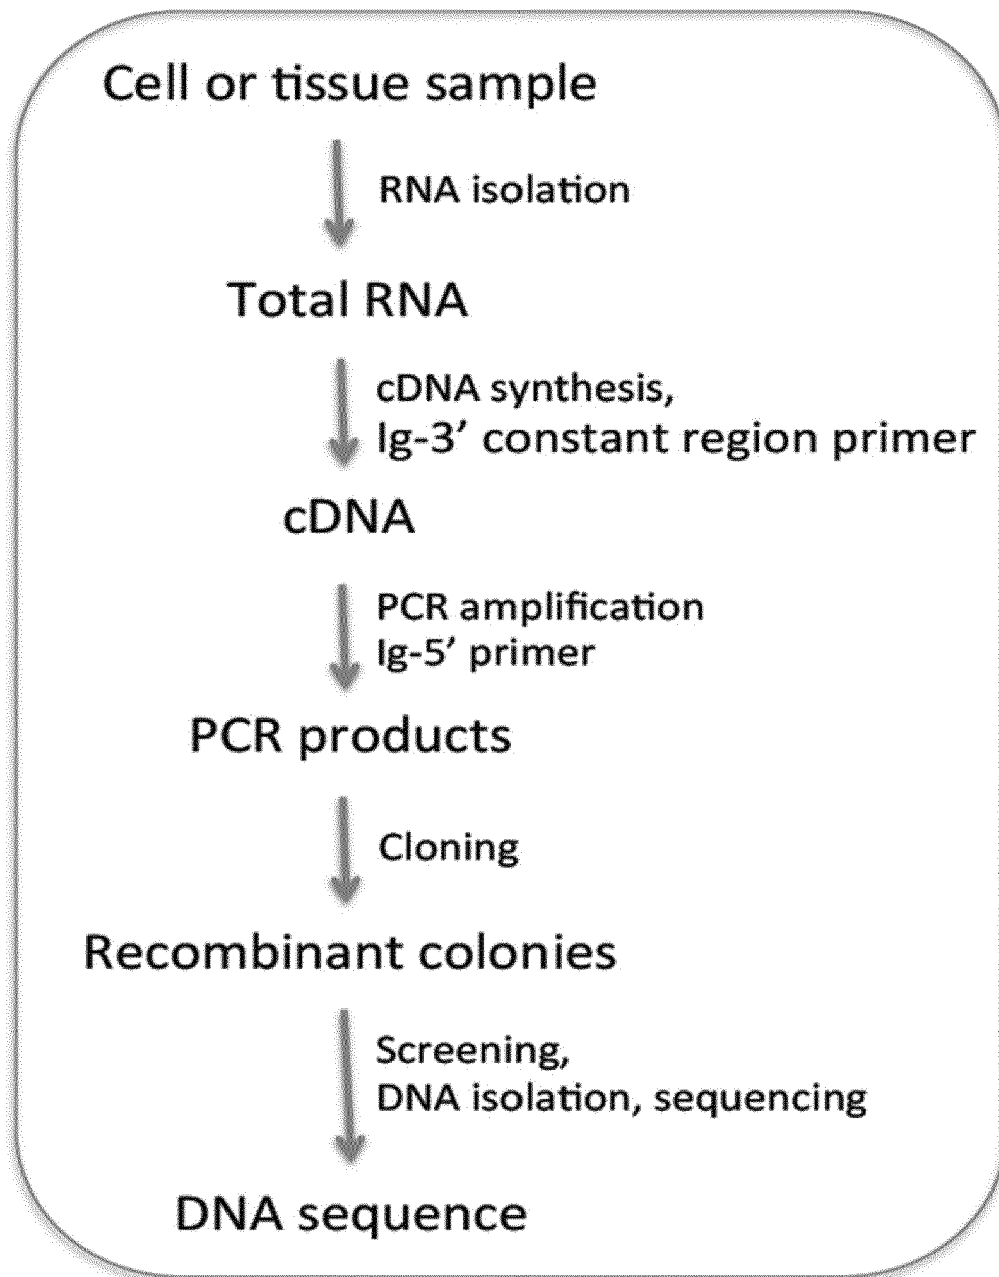 Cell or tissue sample
RNA isolation
Total RNA
cDNA synthesis,
Ig-3’ constant region primer
cDNA
PCR amplification
Ig-5’ primer
PCR products
Cloning
Recombinant colonies
Screening,
DNA isolation, sequencing
DNA sequence